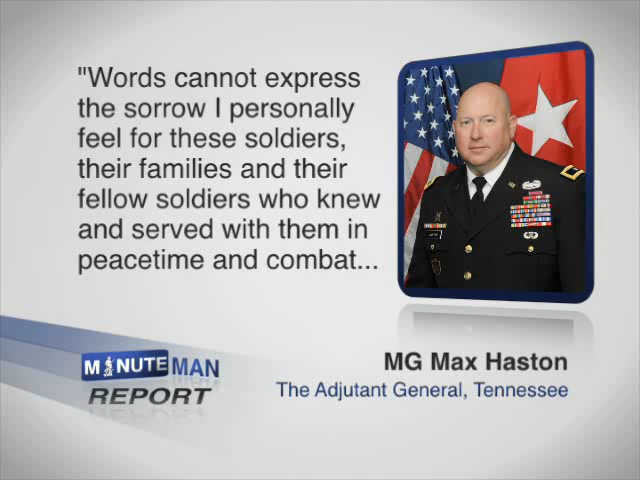 "Words cannot express
the sorrow I personally
feel for these soldiers,
their families and their
fellow soldiers who knew
and served with them in
peacetime and combat...
MINUTEMAN
REPORT
MG Max Haston
The Adjutant General, Tennessee